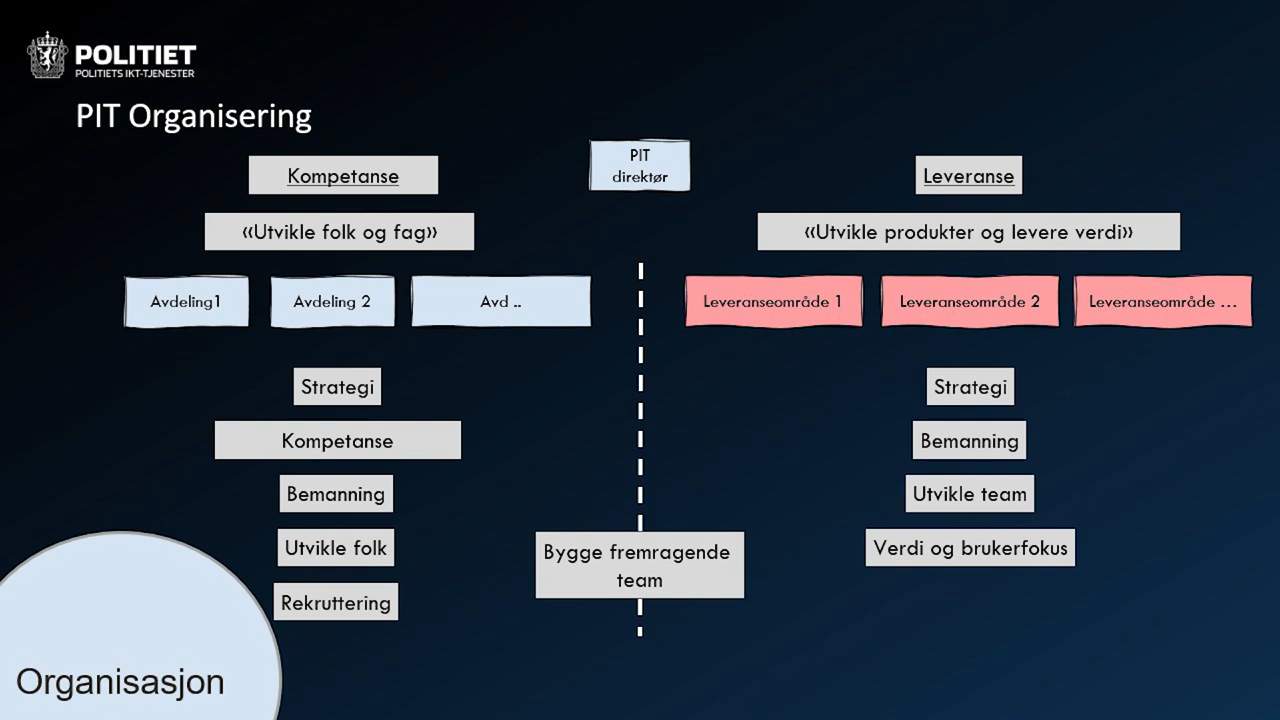 POLITIET
POLITIETS IKT-TJENESTER
PIT Organisering
PIT
direktør
Kompetanse
«Utvikle folk og fag»
Avdeling1
Avdeling 2
Avd ..
Strategi
Kompetanse
Bemanning
Utvikle folk
Rekruttering
Bygge fremragende
team
Leveranse
«Utvikle produkter og levere verdi»
Leveranseområde 1
Leveranseområde 2
Leveranseområde ...
Strategi
Bemanning
Utvikle team
Verdi og brukerfokus
Organisasjon